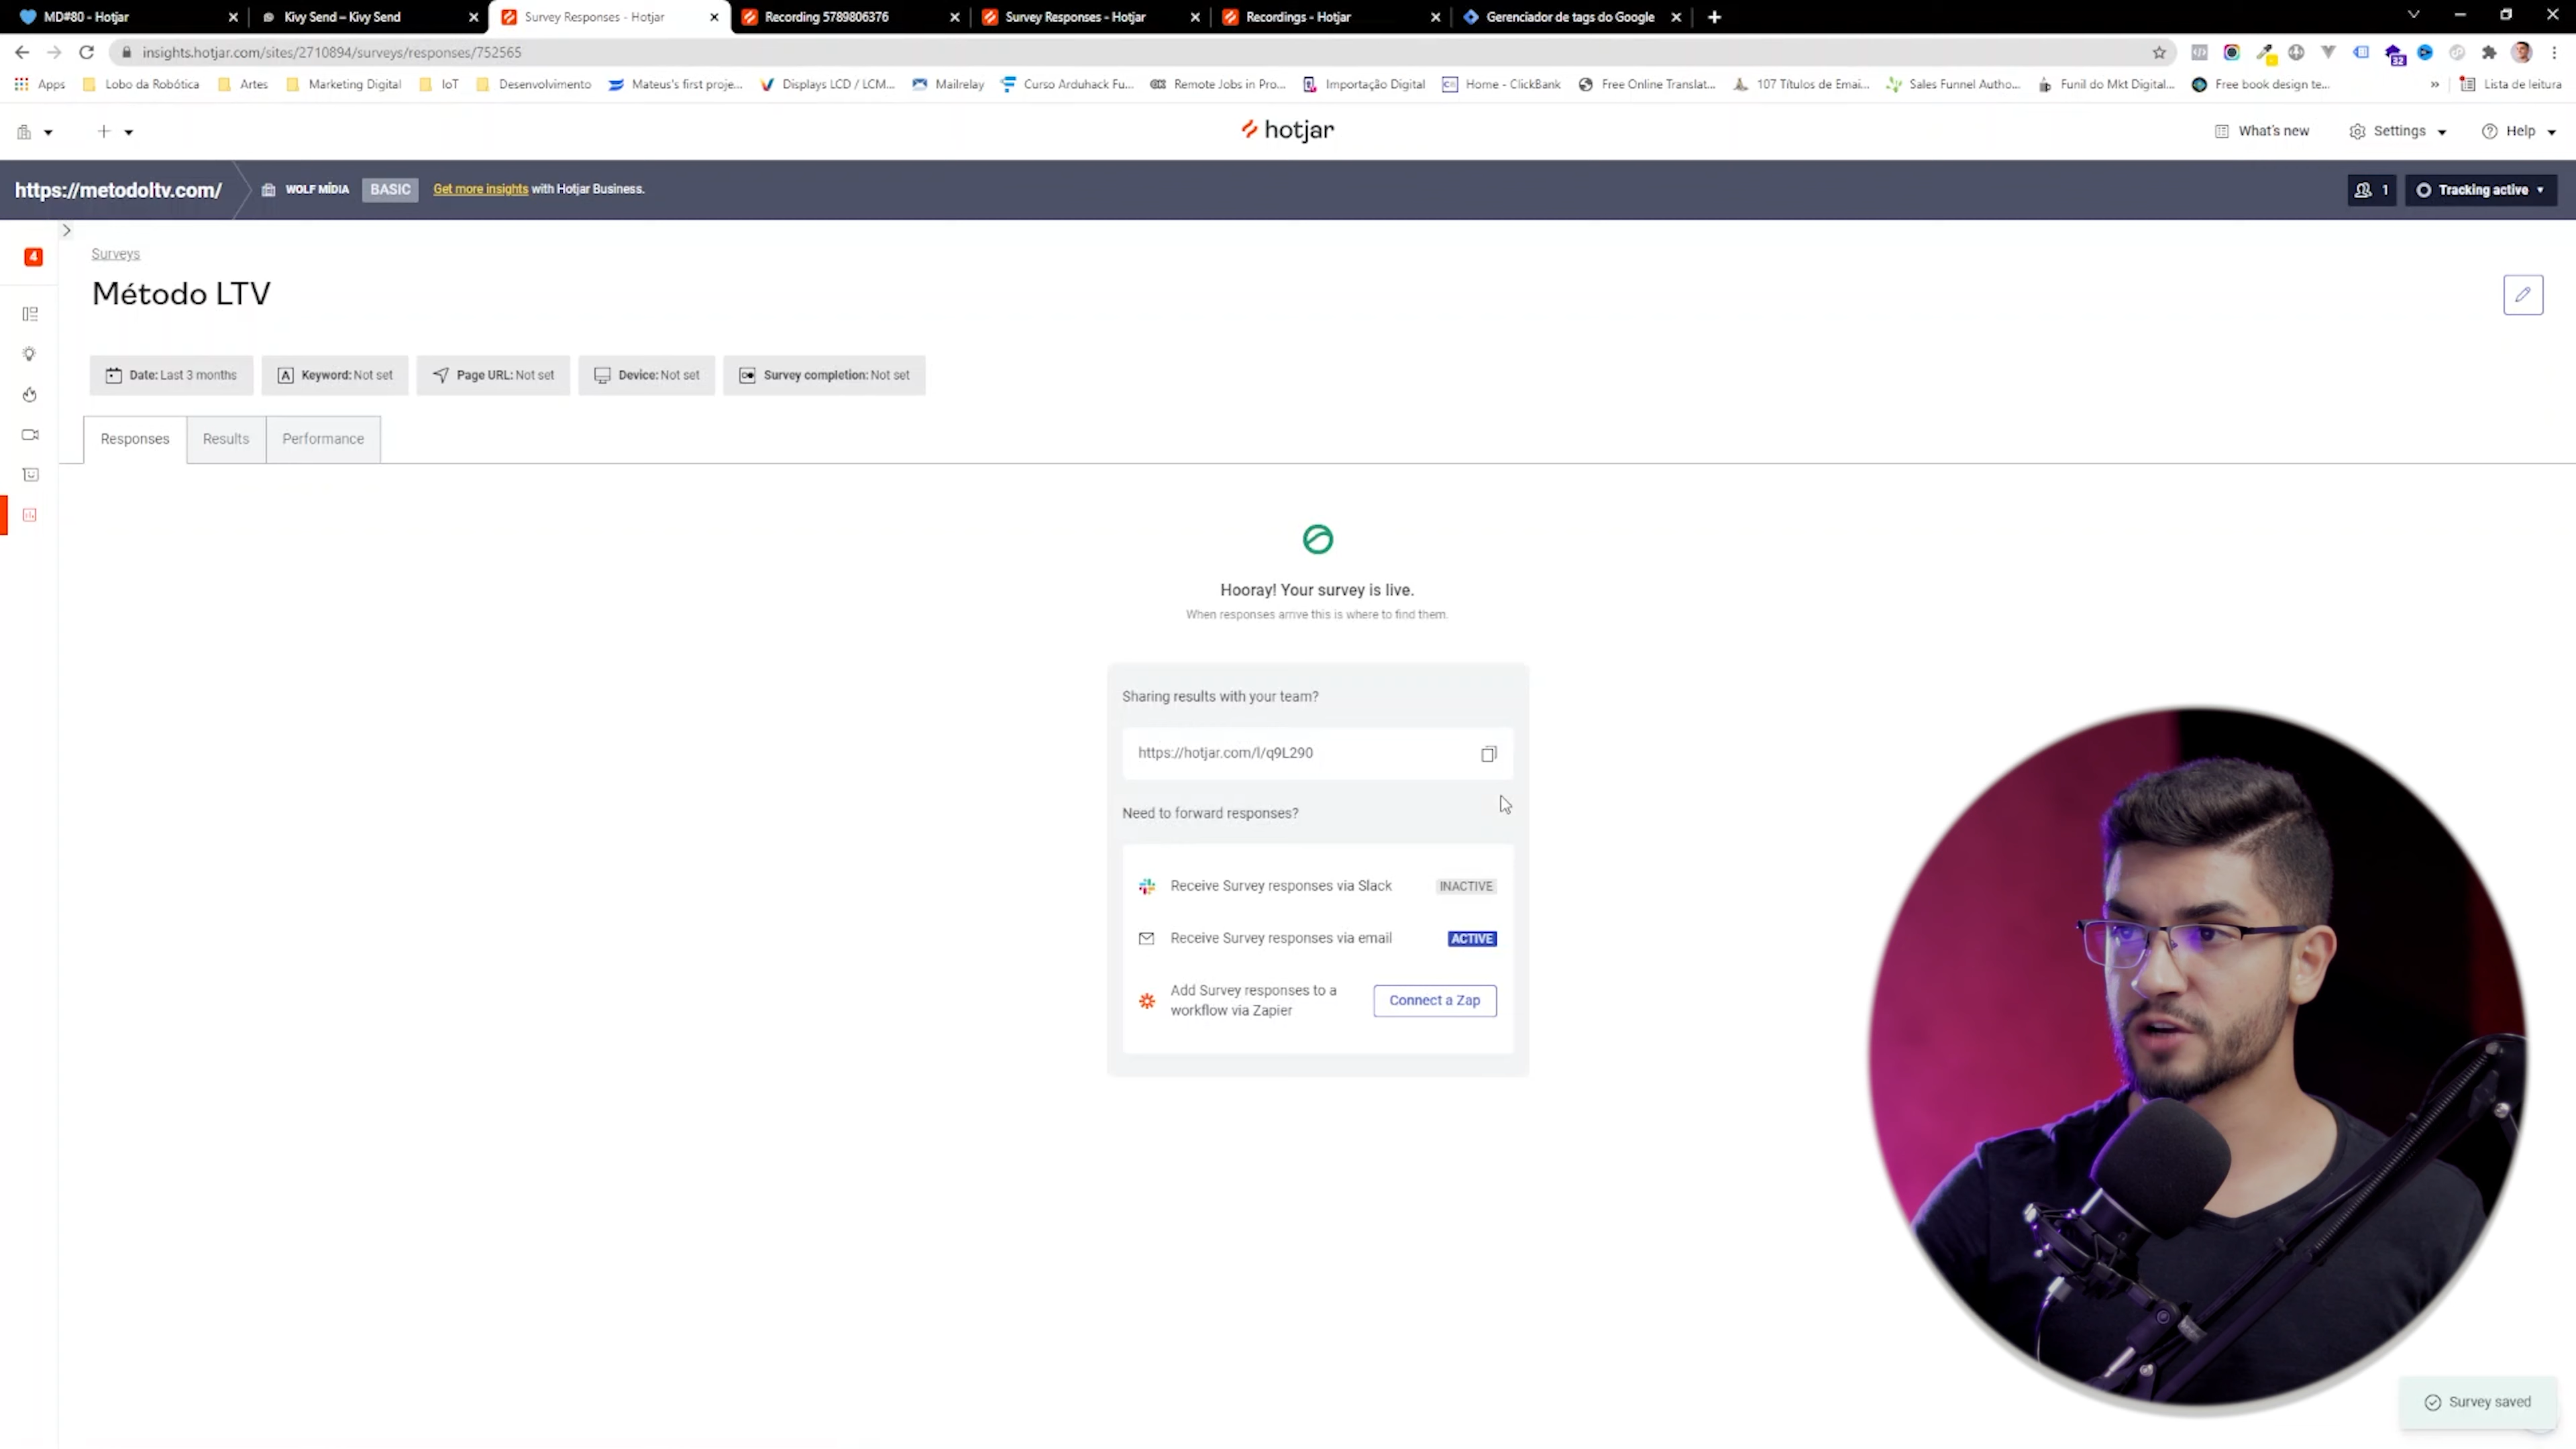 MD#80 - Hotjar
Kivy Send – Kivy Send
Survey Responses - Hotjar
Recording 5789806376
Survey Responses - Hotjar
Recordings - Hotjar
Gerenciador de tags do Google
insights.hotjar.com/sites/2710894/surveys/responses/752565
32
Apps
Lobo da Robótica
Artes
Marketing Digital
IoT
Desenvolvimento
Mateus's first proje...
Displays LCD / LCM...
Mailrelay
Curso Arduhack Fu...
Remote Jobs in Pro...
Importação Digital
Home - ClickBank
Free Online Translat...
107 Títulos de Emai...
Sales Funnel Autho...
Funil do Mkt Digital...
Free book design te...
»
Lista de leitura
hotjar
What's new
Settings
Help
https://metodoltv.com/
WOLF MÍDIA
BASIC
Get more insights with Hotjar Business.
1
Tracking active
4
Surveys
Método LTV
Date: Last 3 months
Keyword: Not set
Page URL: Not set
Device: Not set
Survey completion: Not set
Responses
Results
Performance
Hooray! Your survey is live.
When responses arrive this is where to find them.
Sharing results with your team?
https://hotjar.com/l/q9L290
Need to forward responses?
Receive Survey responses via Slack
INACTIVE
Receive Survey responses via email
ACTIVE
Add Survey responses to a
workflow via Zapier
Connect a Zap
Survey saved